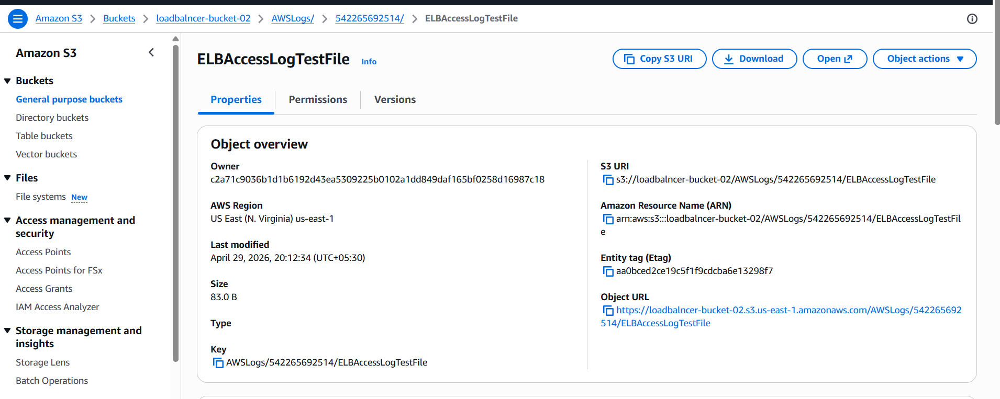 Amazon S3 > Buckets > loadbalncer-bucket-02 > AWSLogs/ > 542265692514/ > ELBAccessLogTestFile
Amazon S3
Buckets
General purpose buckets
Directory buckets
Table buckets
Vector buckets
Files
File systems New
Access management and
security
Access Points
Access Points for FSx
Access Grants
IAM Access Analyzer
Storage management and
insights
Storage Lens
Batch Operations
ELBAccessLogTestFile Info
Copy S3 URI Download Open Object actions
Properties Permissions Versions
Object overview
Owner
c2a71c9036b1d1b6192d43ea5309225b0102a1dd849daf165bf0258d16987c18
AWS Region
US East (N. Virginia) us-east-1
Last modified
April 29, 2026, 20:12:34 (UTC+05:30)
Size
83.0 B
Type
Key
AWSLogs/542265692514/ELBAccessLogTestFile
S3 URI
s3://loadbalncer-bucket-02/AWSLogs/542265692514/ELBAccessLogTestFile
Amazon Resource Name (ARN)
arn:aws:s3:::loadbalncer-bucket-02/AWSLogs/542265692514/ELBAccessLogTestFil
e
Entity tag (Etag)
aa0bced2ce19c5f1f9cdcba6e13298f7
Object URL
https://loadbalncer-bucket-02.s3.us-east-1.amazonaws.com/AWSLogs/542265692
514/ELBAccessLogTestFile